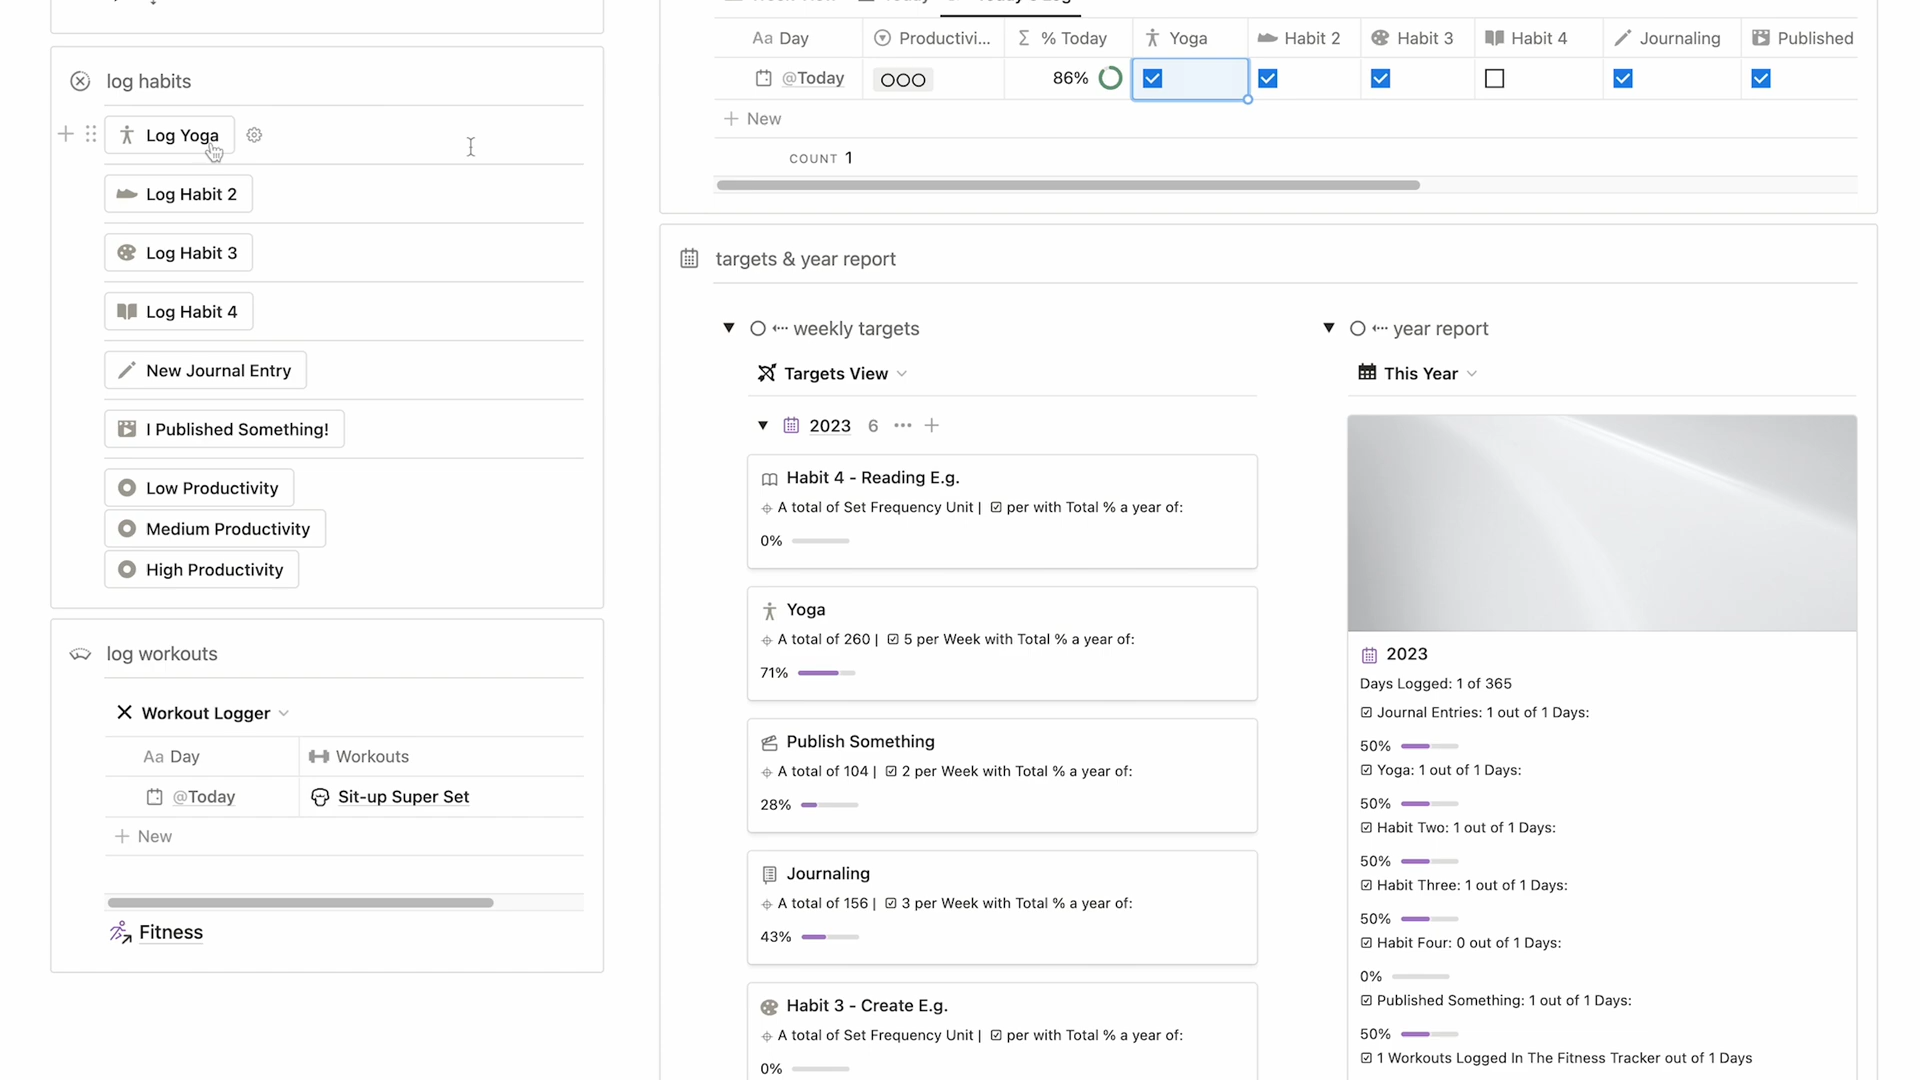 log habits
Log Yoga
Log Habit 2
Log Habit 3
Log Habit 4
New Journal Entry
I Published Something!
Low Productivity
Medium Productivity
High Productivity
log workouts
Workout Logger
Aa Day Workouts
@Today Sit-up Super Set
+ New
Fitness
Aa Day Productivi... Σ % Today Yoga Habit 2 Habit 3 Habit 4 Journaling Published
@Today OOO 86%
+ New
COUNT 1
targets & year report
weekly targets
Targets View
2023 6 ••• +
Habit 4 - Reading E.g.
A total of Set Frequency Unit | ☑ per with Total % a year of:
0%
Yoga
A total of 260 | ☑ 5 per Week with Total % a year of:
71%
Publish Something
A total of 104 | ☑ 2 per Week with Total % a year of:
28%
Journaling
A total of 156 | ☑ 3 per Week with Total % a year of:
43%
Habit 3 - Create E.g.
A total of Set Frequency Unit | ☑ per with Total % a year of:
0%
year report
This Year
2023
Days Logged: 1 of 365
☑ Journal Entries: 1 out of 1 Days:
50%
☑ Yoga: 1 out of 1 Days:
50%
☑ Habit Two: 1 out of 1 Days:
50%
☑ Habit Three: 1 out of 1 Days:
50%
☑ Habit Four: 0 out of 1 Days:
0%
☑ Published Something: 1 out of 1 Days:
50%
☑ 1 Workouts Logged In The Fitness Tracker out of 1 Days